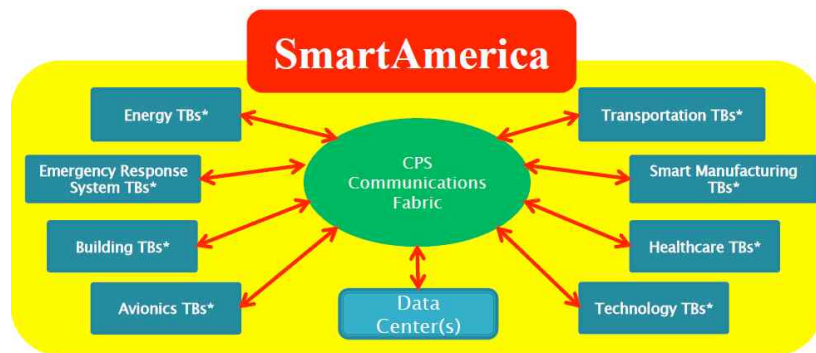 SmartAmerica
Energy TBs*
Transportation TBs*
Emergency Response
System TBs*
CPS
Communications
Fabric
Smart Manufacturing
TBs*
Building TBs*
Healthcare TBs*
Avionics TBs*
Data
Center(s)
Technology TBs*